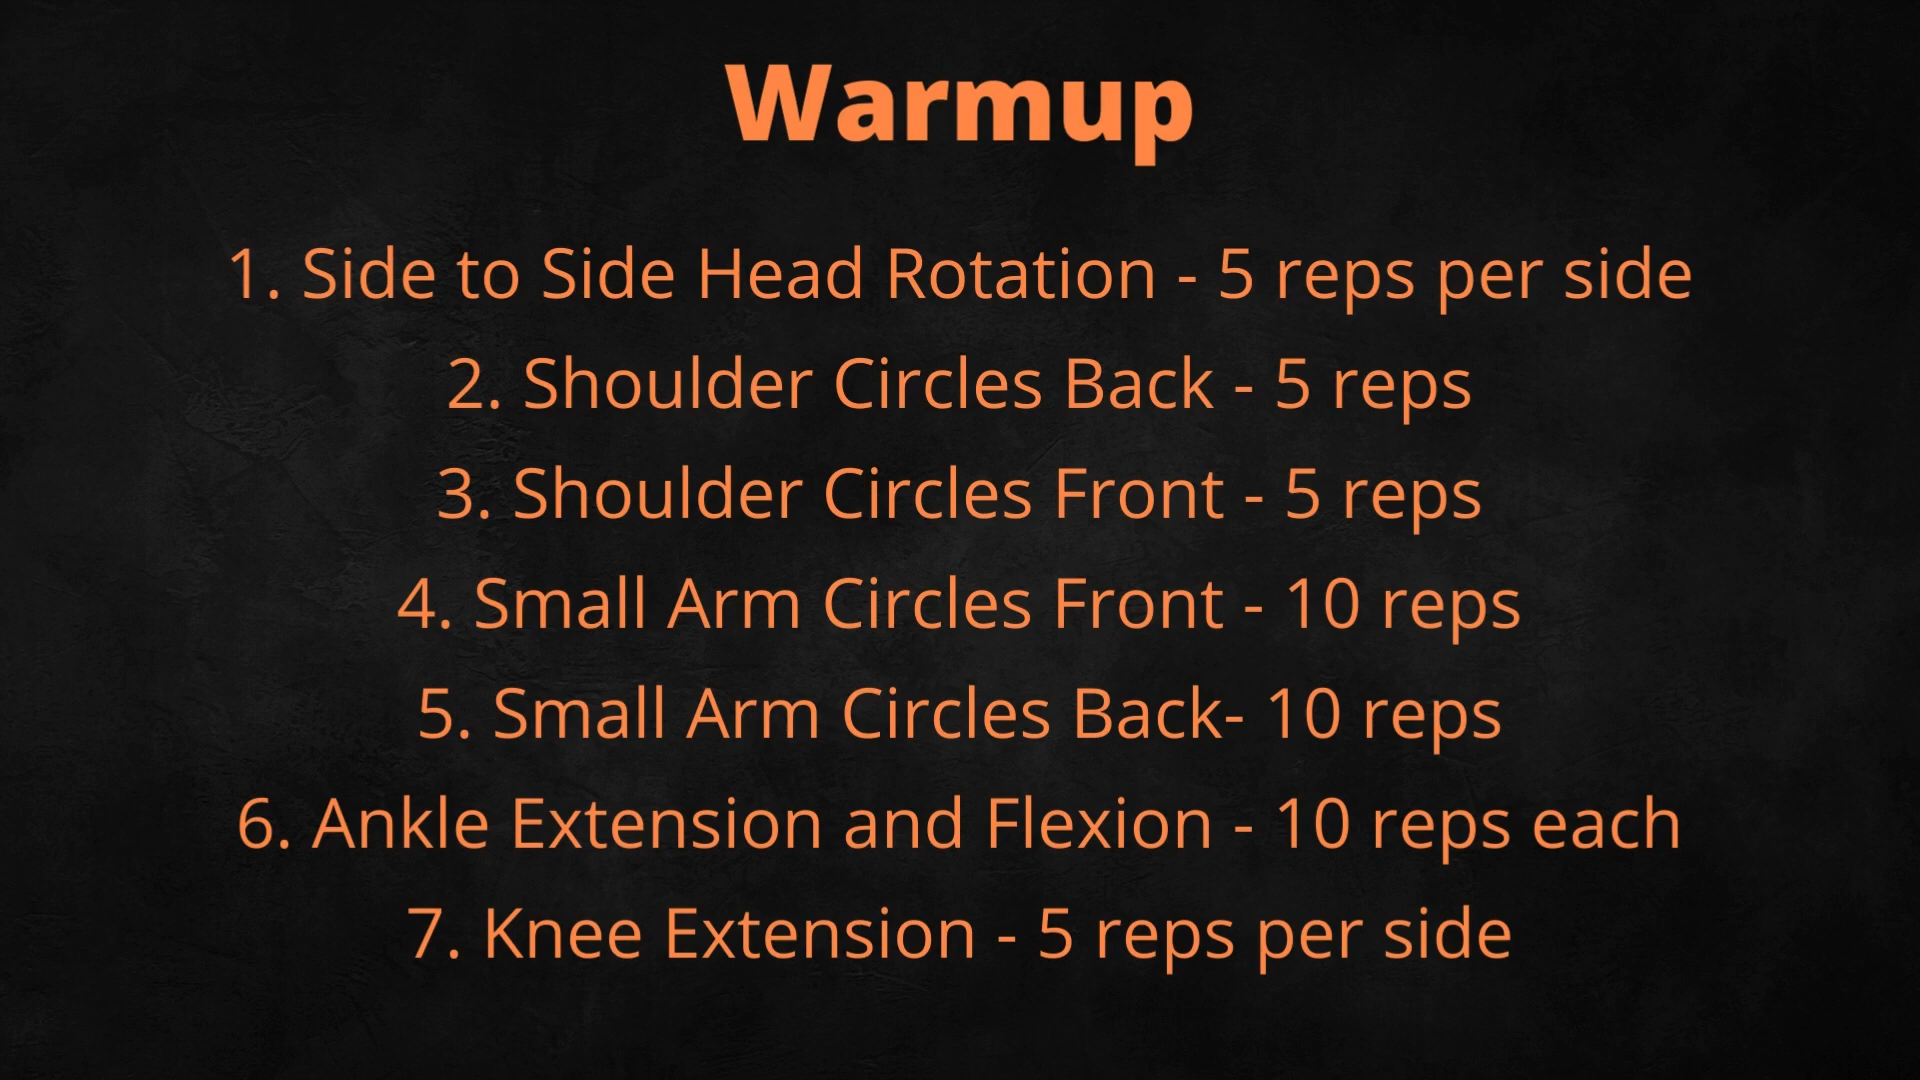 Warmup
1. Side to Side Head Rotation - 5 reps per side
2. Shoulder Circles Back - 5 reps
3. Shoulder Circles Front - 5 reps
4. Small Arm Circles Front - 10 reps
5. Small Arm Circles Back- 10 reps
6. Ankle Extension and Flexion - 10 reps each
7. Knee Extension - 5 reps per side